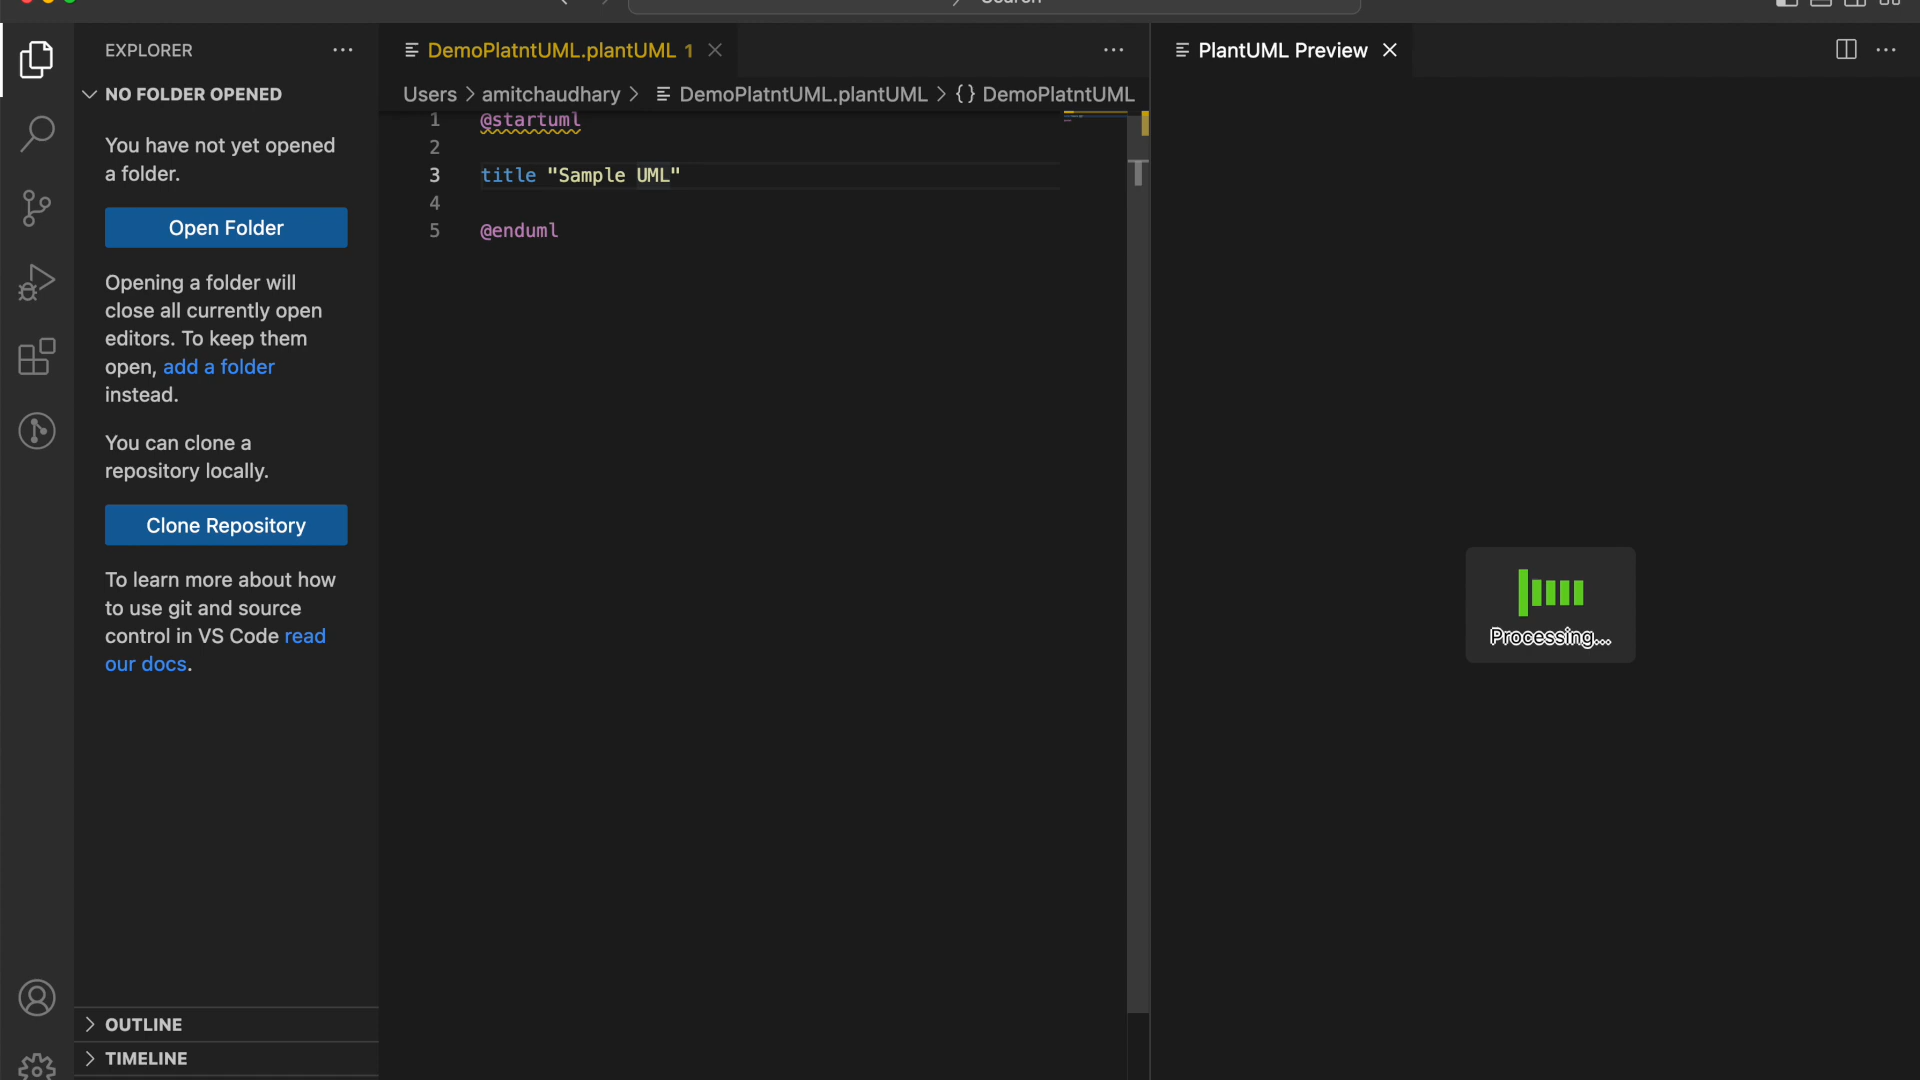 Search
EXPLORER
NO FOLDER OPENED
You have not yet opened
a folder.
Open Folder
Opening a folder will
close all currently open
editors. To keep them
open, add a folder
instead.
You can clone a
repository locally.
Clone Repository
To learn more about how
to use git and source
control in VS Code read
our docs.
OUTLINE
TIMELINE
DemoPlatntUML.plantUML 1
Users > amitchaudhary > DemoPlatntUML.plantUML > {} DemoPlatntUML
1 @startuml
2
3 title "Sample UML"
4
5 @enduml
PlantUML Preview
Processing...